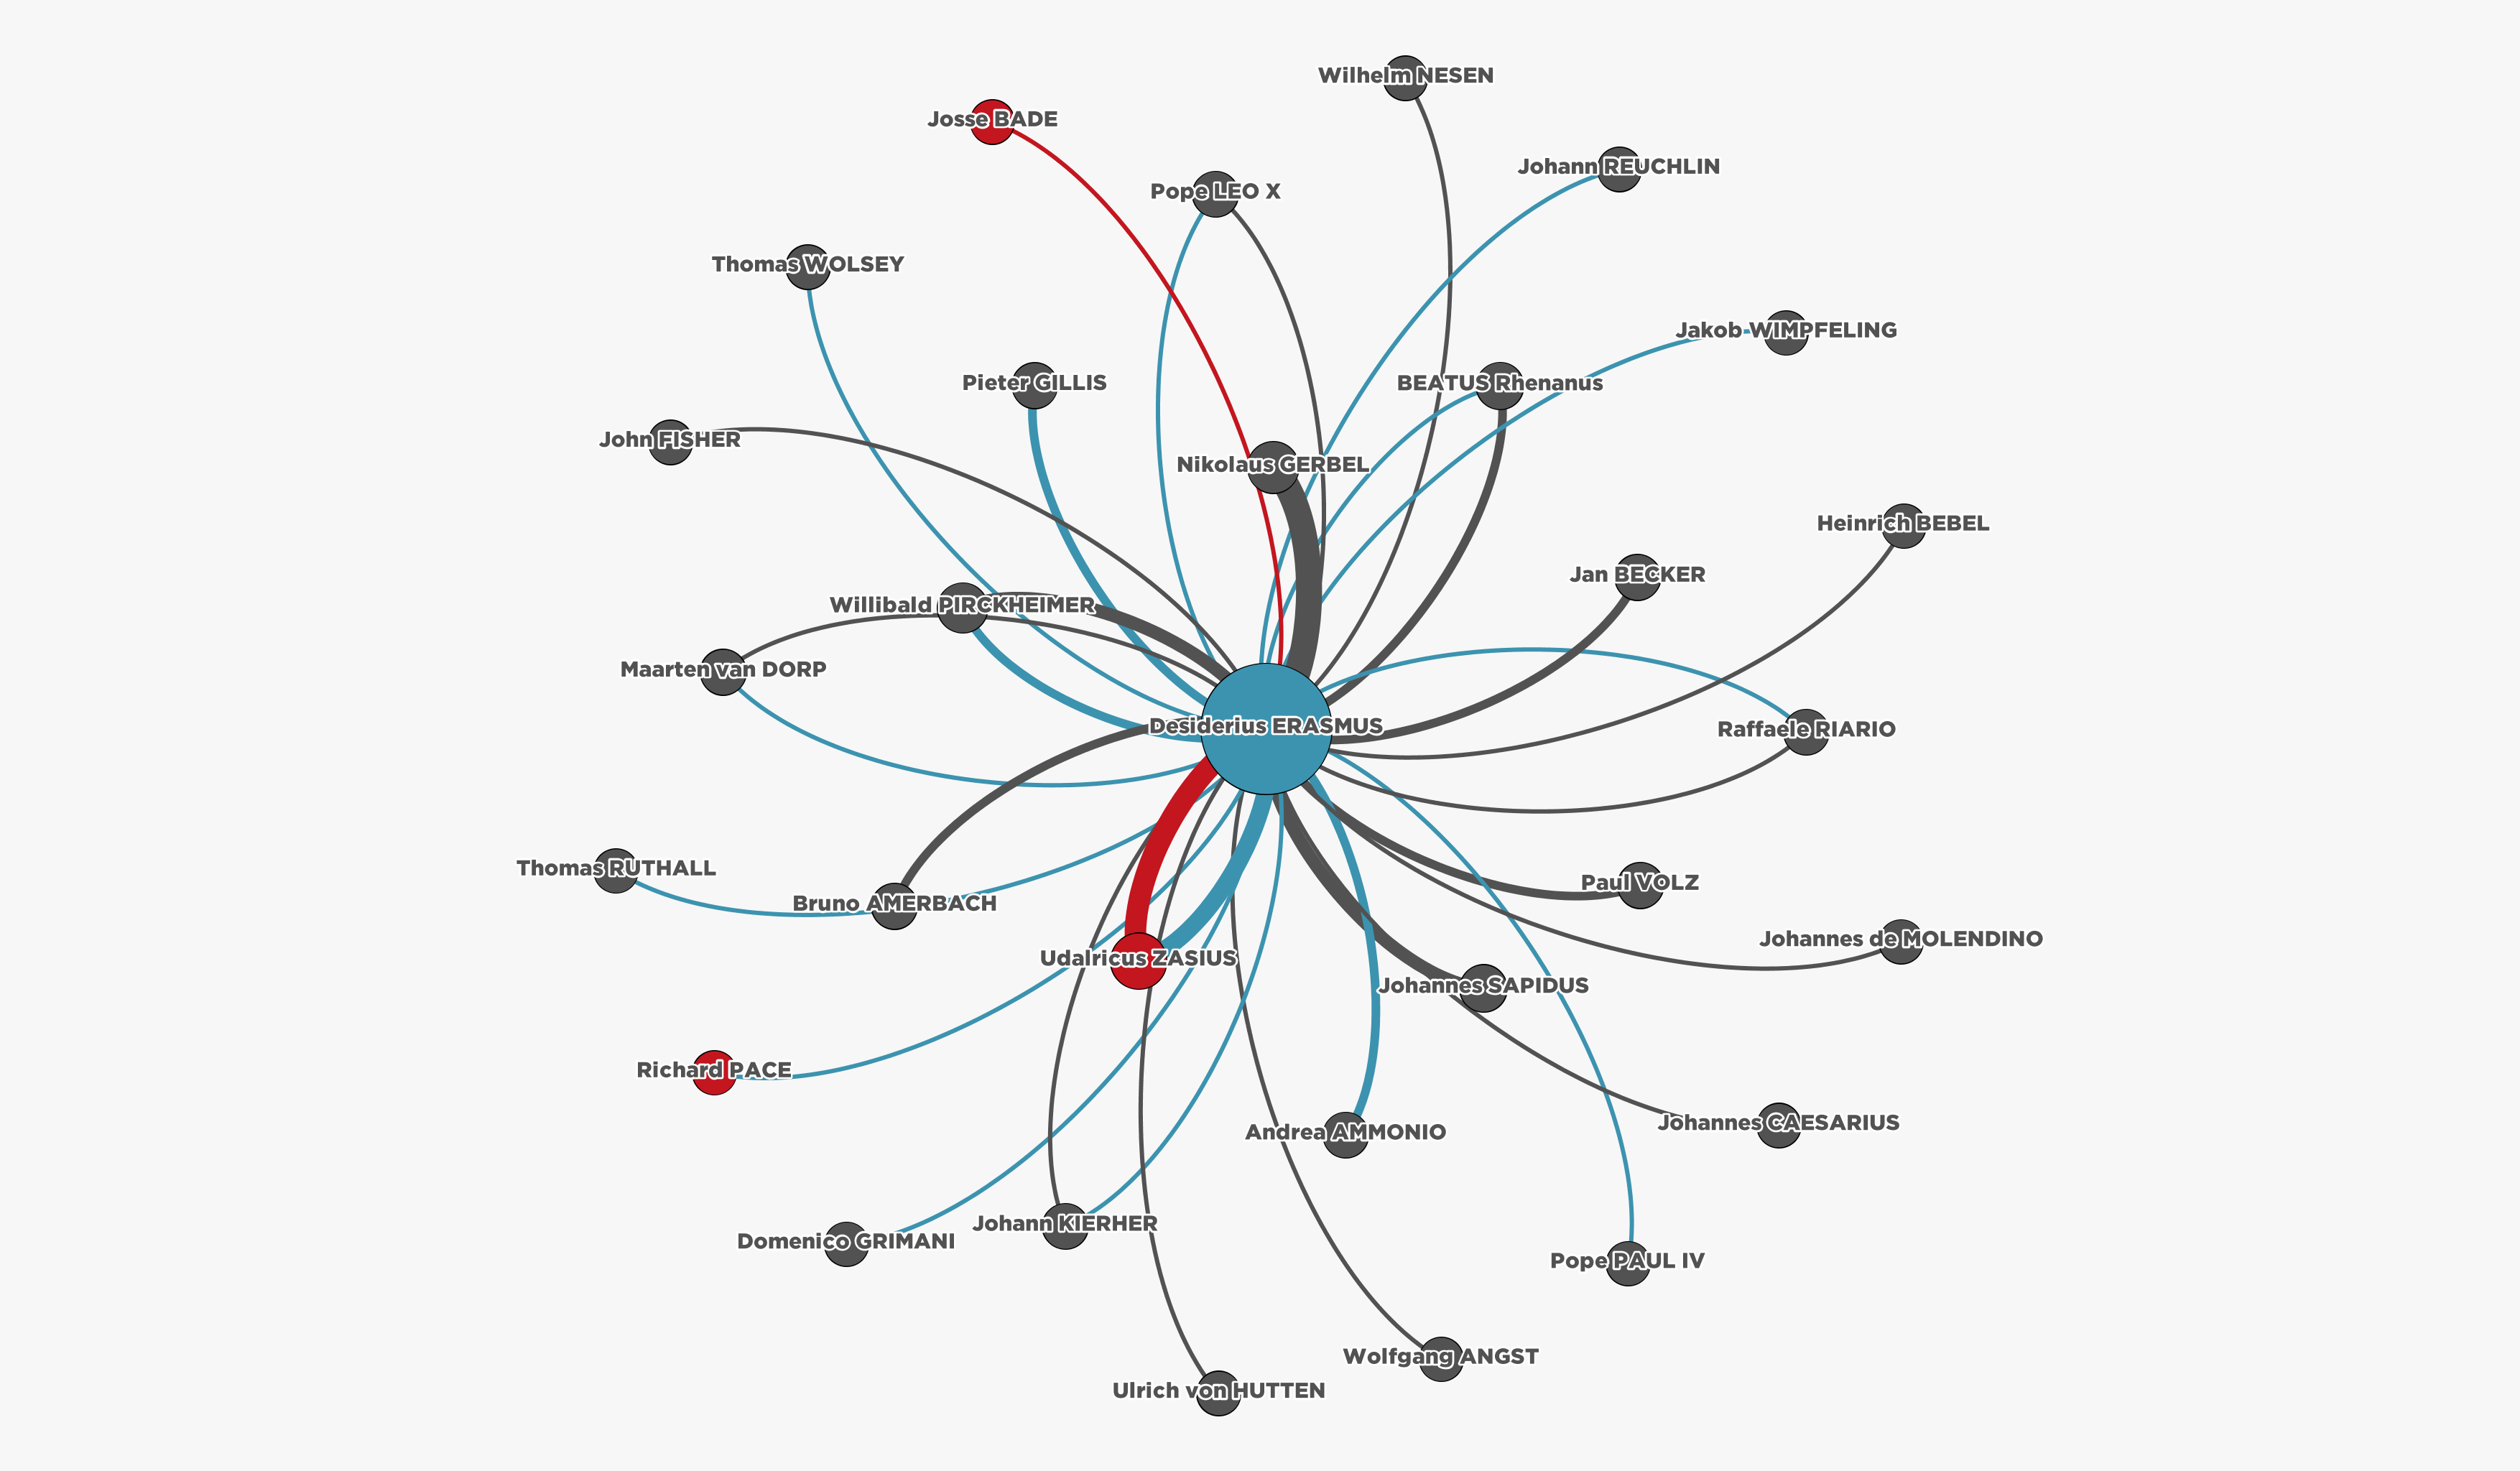 Wilhelm NESEN
Josse BADE
Johann REUCHLIN
Pope LEO X
Thomas WOLSEY
Jakob WIMPFELING
Pieter GILLIS
BEATUS Rhenanus
John FISHER
Nikolaus GERBEL
Heinrich BEBEL
Jan BECKER
Willibald PIRCKHEIMER
Maarten van DORP
Desiderius ERASMUS
Raffaele RIARIO
Thomas RUTHALL
Paul VOLZ
Bruno AMERBACH
Johannes de MOLENDINO
Udalricus ZASIUS
Johannes SAPIDUS
Richard PACE
Johannes CAESARIUS
Andrea AMMONIO
Johann KIERHER
Domenico GRIMANI
Pope PAUL IV
Wolfgang ANGST
Ulrich von HUTTEN